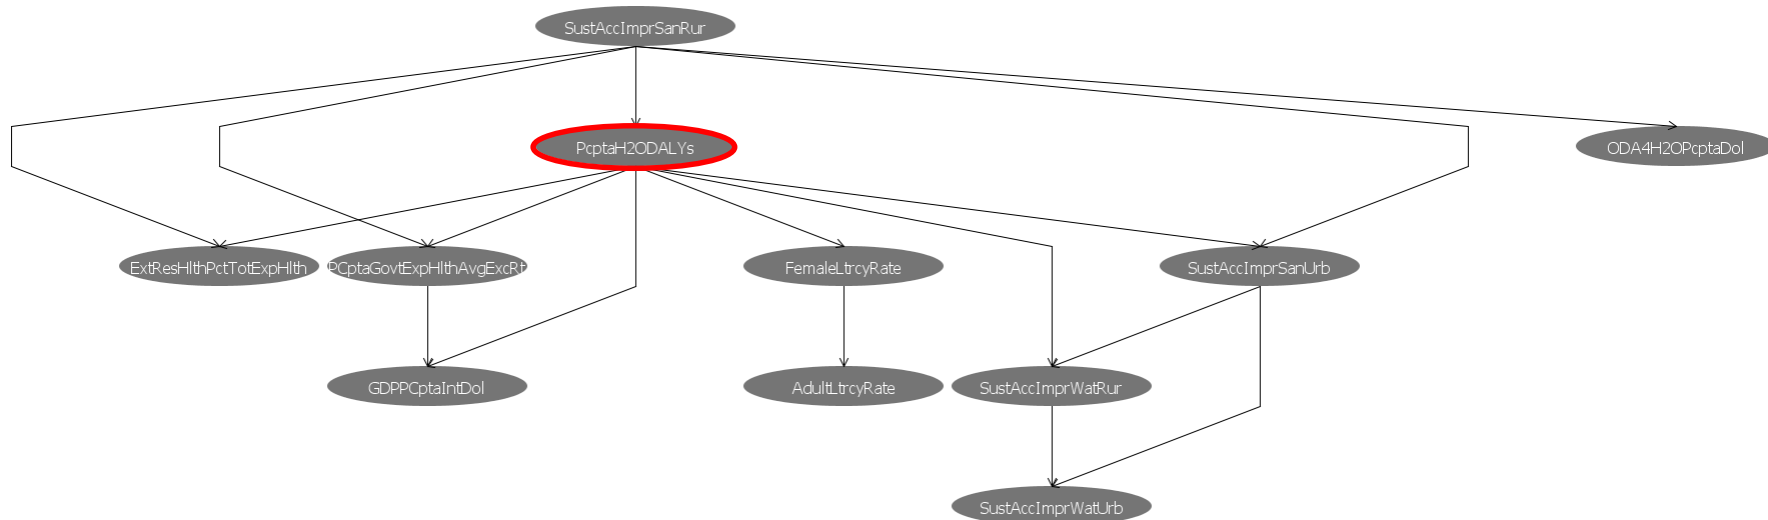 SustAccImprSanRur
PcptaH2ODALYs
ODA4H2OPcptaDol
ExtResHlthPctTotExpHlth
PCptaGovtExpHlthAvgExcRt
FemaleLtrcyRate
SustAccImprSanUrb
GDPPCptaIntDol
AdultLtrcyRate
SustAccImprWatRur
SustAccImprWatUrb